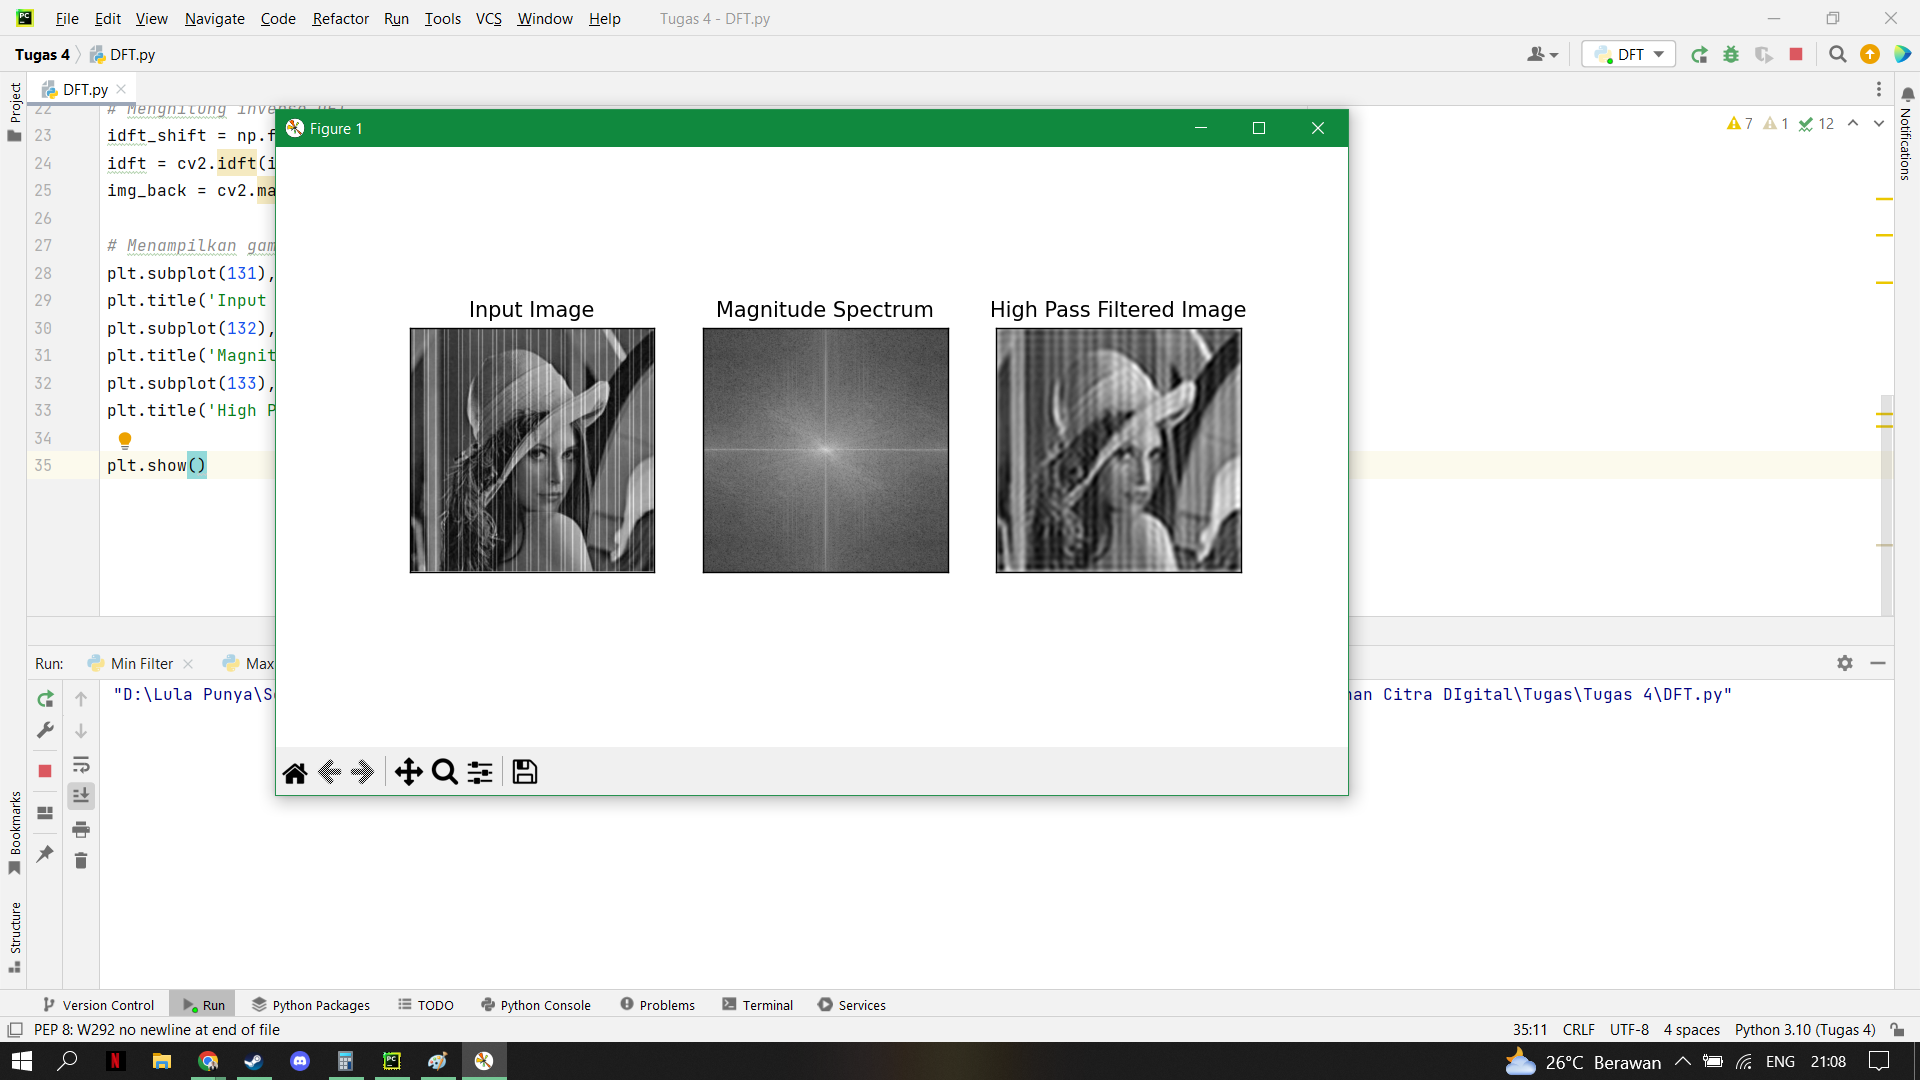 File Edit View Navigate Code Refactor Run Tools VCS Window Help Tugas 4 - DFT.py
Tugas 4 DFT.py DFT
DFT.py
Project
Notifications
7 1 12
22 # Menghitung
23 idft_shift = np.f
24 idft = cv2.idft(i
25 img_back = cv2.ma
26
27 # Menampilkan gam
28 plt.subplot(131),
29 plt.title('Input
30 plt.subplot(132),
31 plt.title('Magnit
32 plt.subplot(133),
33 plt.title('High P
34
35 plt.show()
Figure 1
Input Image
Magnitude Spectrum
High Pass Filtered Image
Run: Min Filter Max
"D:\Lula Punya\S
nan Citra DIgital\Tugas\Tugas 4\DFT.py"
Bookmarks
Structure
Version Control Run Python Packages TODO Python Console Problems Terminal Services
PEP 8: W292 no newline at end of file 35:11 CRLF UTF-8 4 spaces Python 3.10 (Tugas 4)
26°C Berawan ENG 21:08